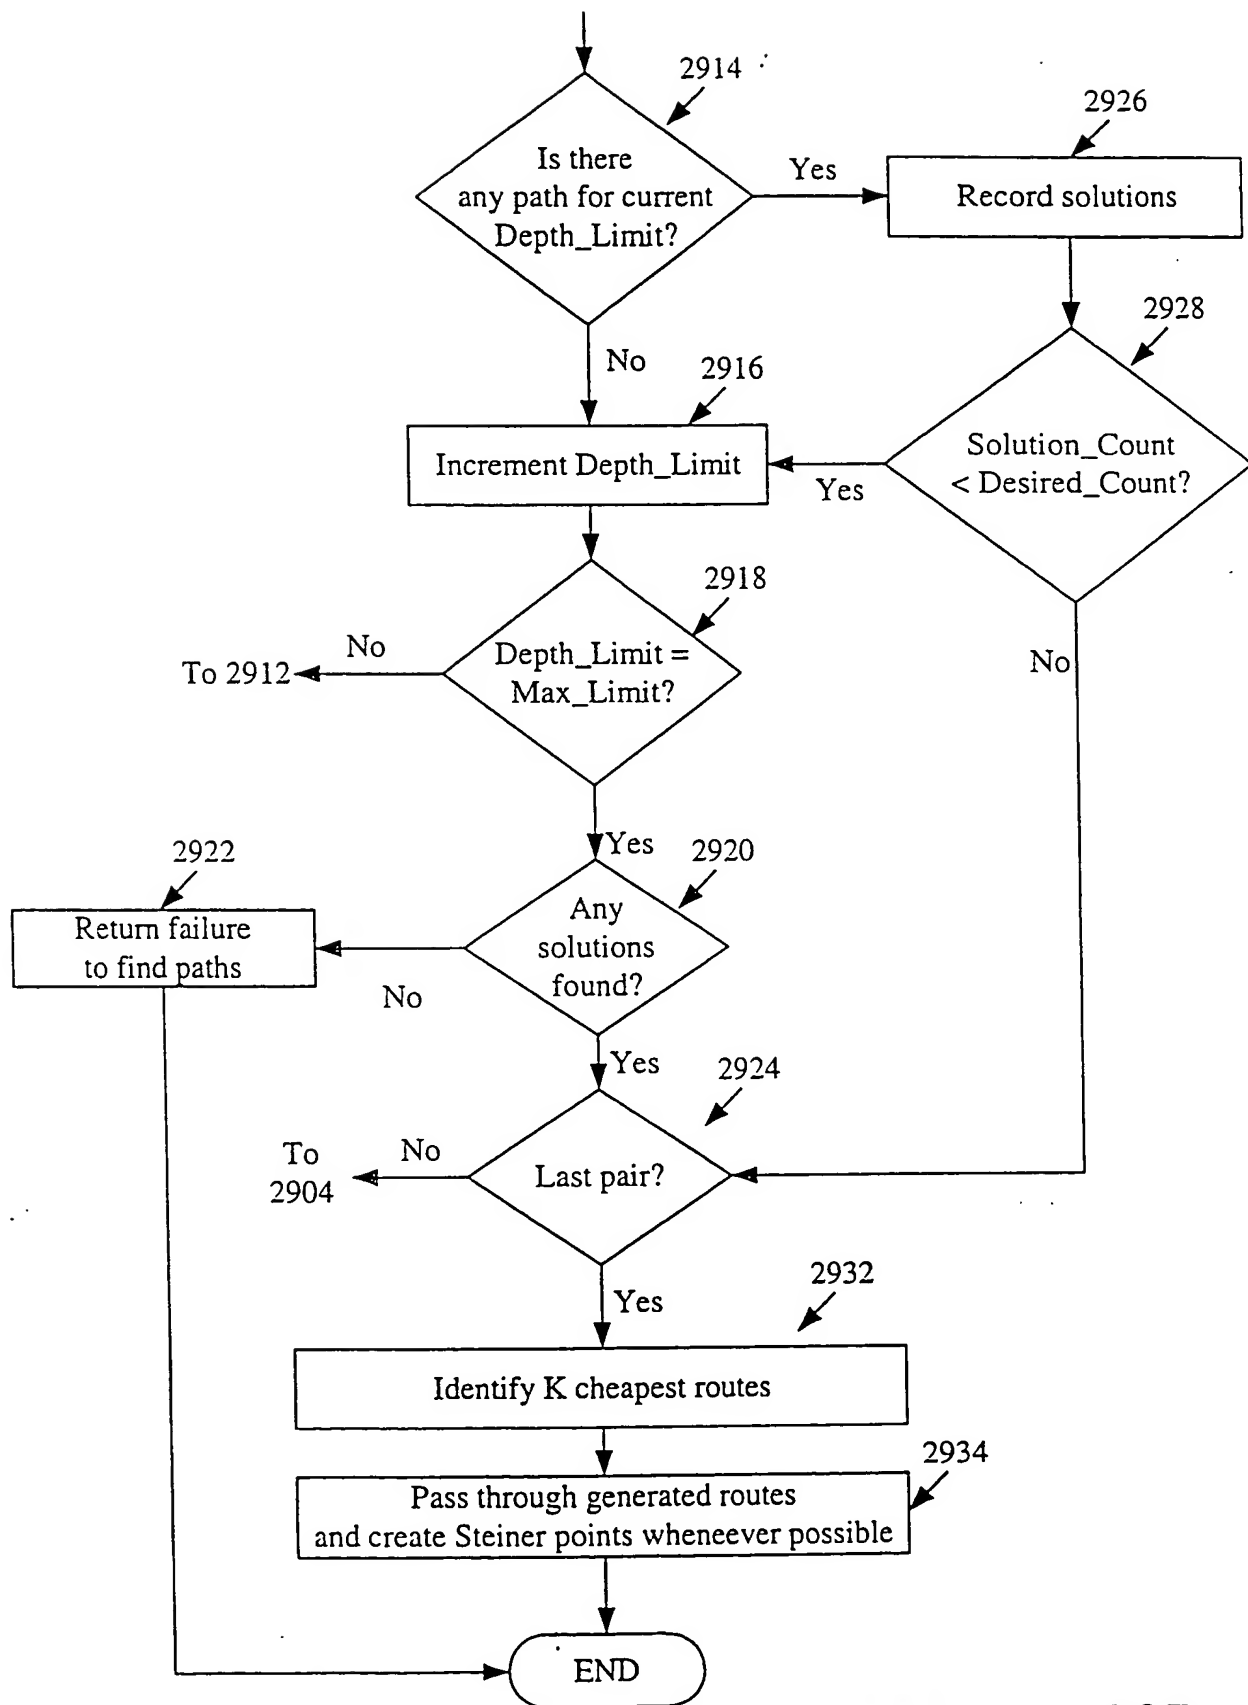 2914
Is there
any path for current
Depth_Limit?
Yes
2926
Record solutions
No
2928
Solution_Count
< Desired_Count?
Yes
No
2916
Increment Depth_Limit
2918
Depth_Limit =
Max_Limit?
No
To 2912
Yes
2920
Any
solutions
found?
No
2922
Return failure
to find paths
Yes
2924
Last pair?
No
To
2904
Yes
2932
Identify K cheapest routes
2934
Pass through generated routes
and create Steiner points wheneever possible
END